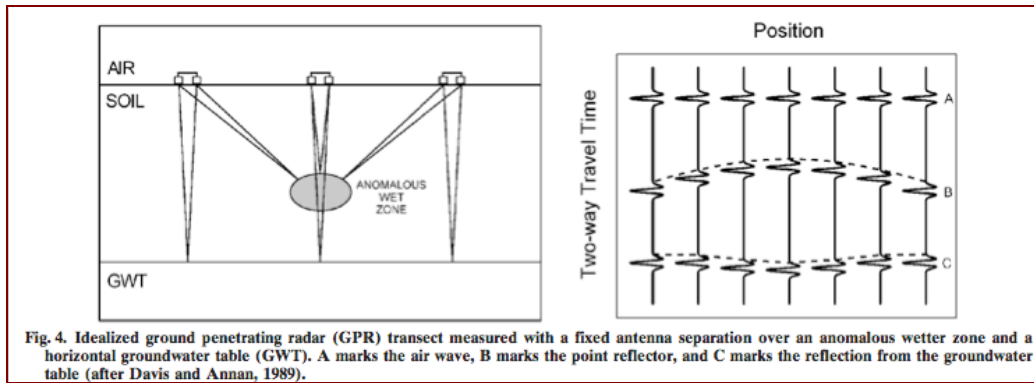 AIR
SOIL
ANOMALOUS
WET
ZONE
GWT
Position
Two-way Travel Time
A
B
C
Fig. 4. Idealized ground penetrating radar (GPR) transect measured with a fixed antenna separation over an anomalous wetter zone and a
horizontal groundwater table (GWT). A marks the air wave, B marks the point reflector, and C marks the reflection from the groundwater
table (after Davis and Annan, 1989).